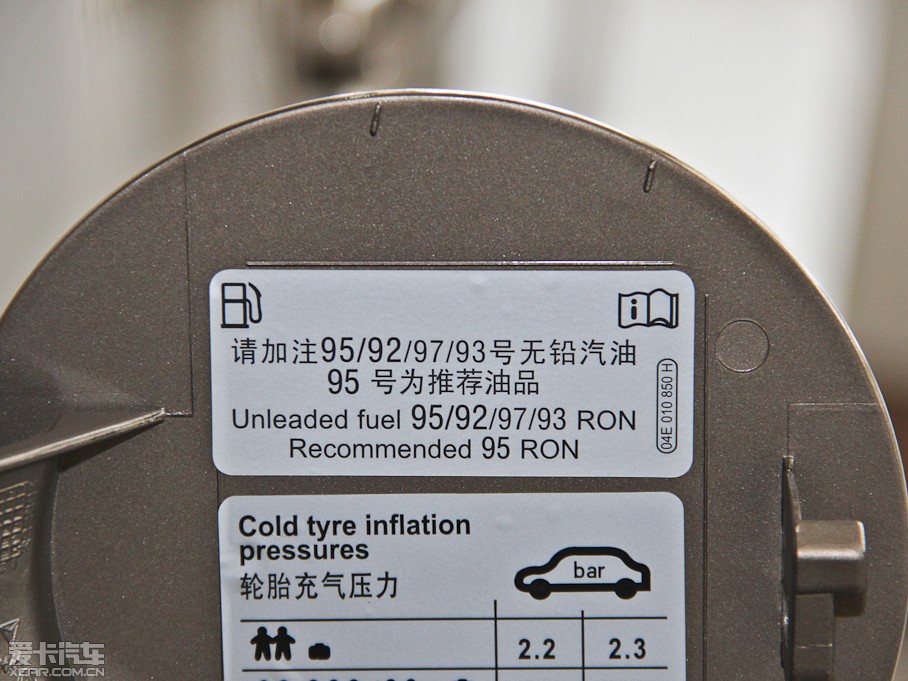 请加注95/92/97/93号无铅汽油
95 号为推荐油品
Unleaded fuel 95/92/97/93 RON
Recommended 95 RON
04E 010 850 H
Cold tyre inflation
pressures
轮胎充气压力
bar
2.2 2.3
爱卡汽车
XCAR.COM.CN